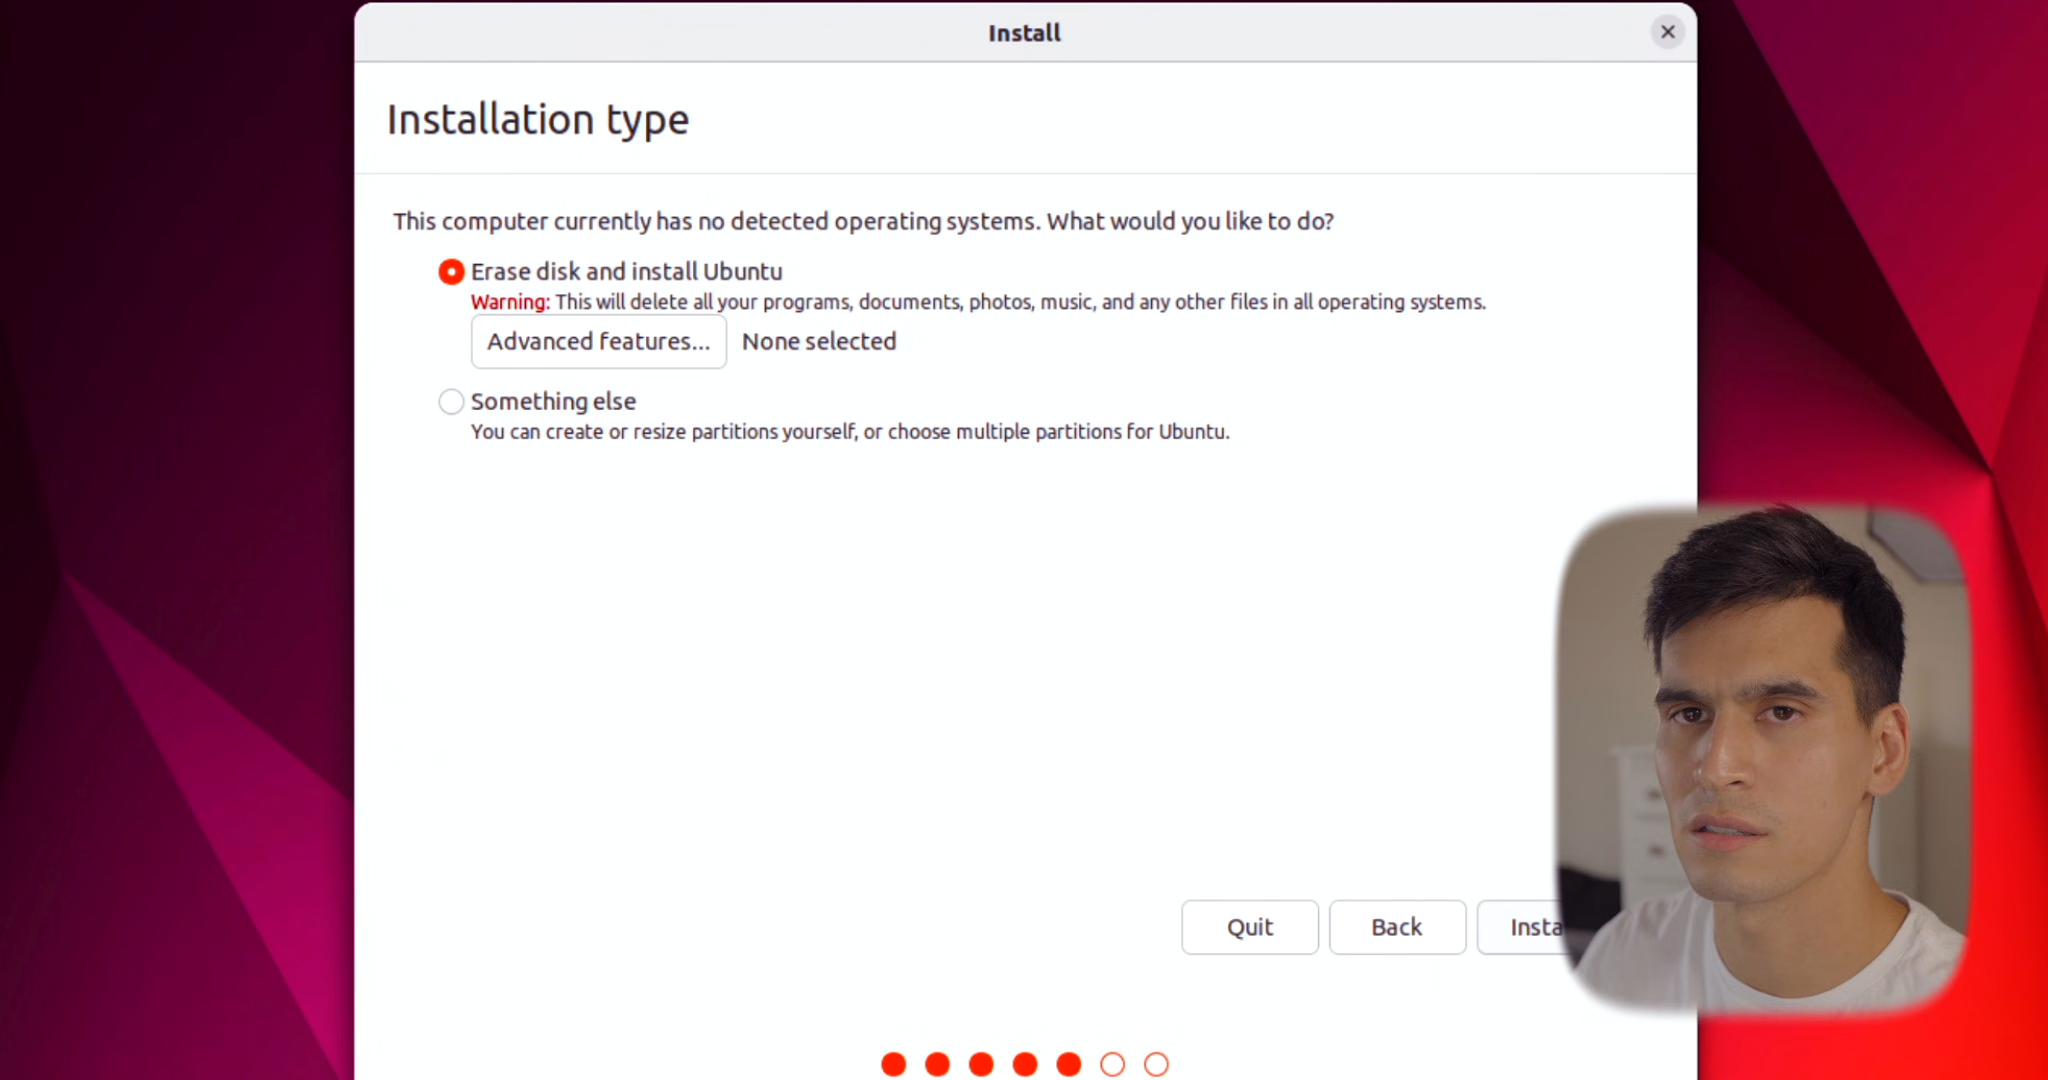 Install
Installation type
This computer currently has no detected operating systems. What would you like to do?
Erase disk and install Ubuntu
Warning: This will delete all your programs, documents, photos, music, and any other files in all operating systems.
Advanced features... None selected
Something else
You can create or resize partitions yourself, or choose multiple partitions for Ubuntu.
Quit Back Insta